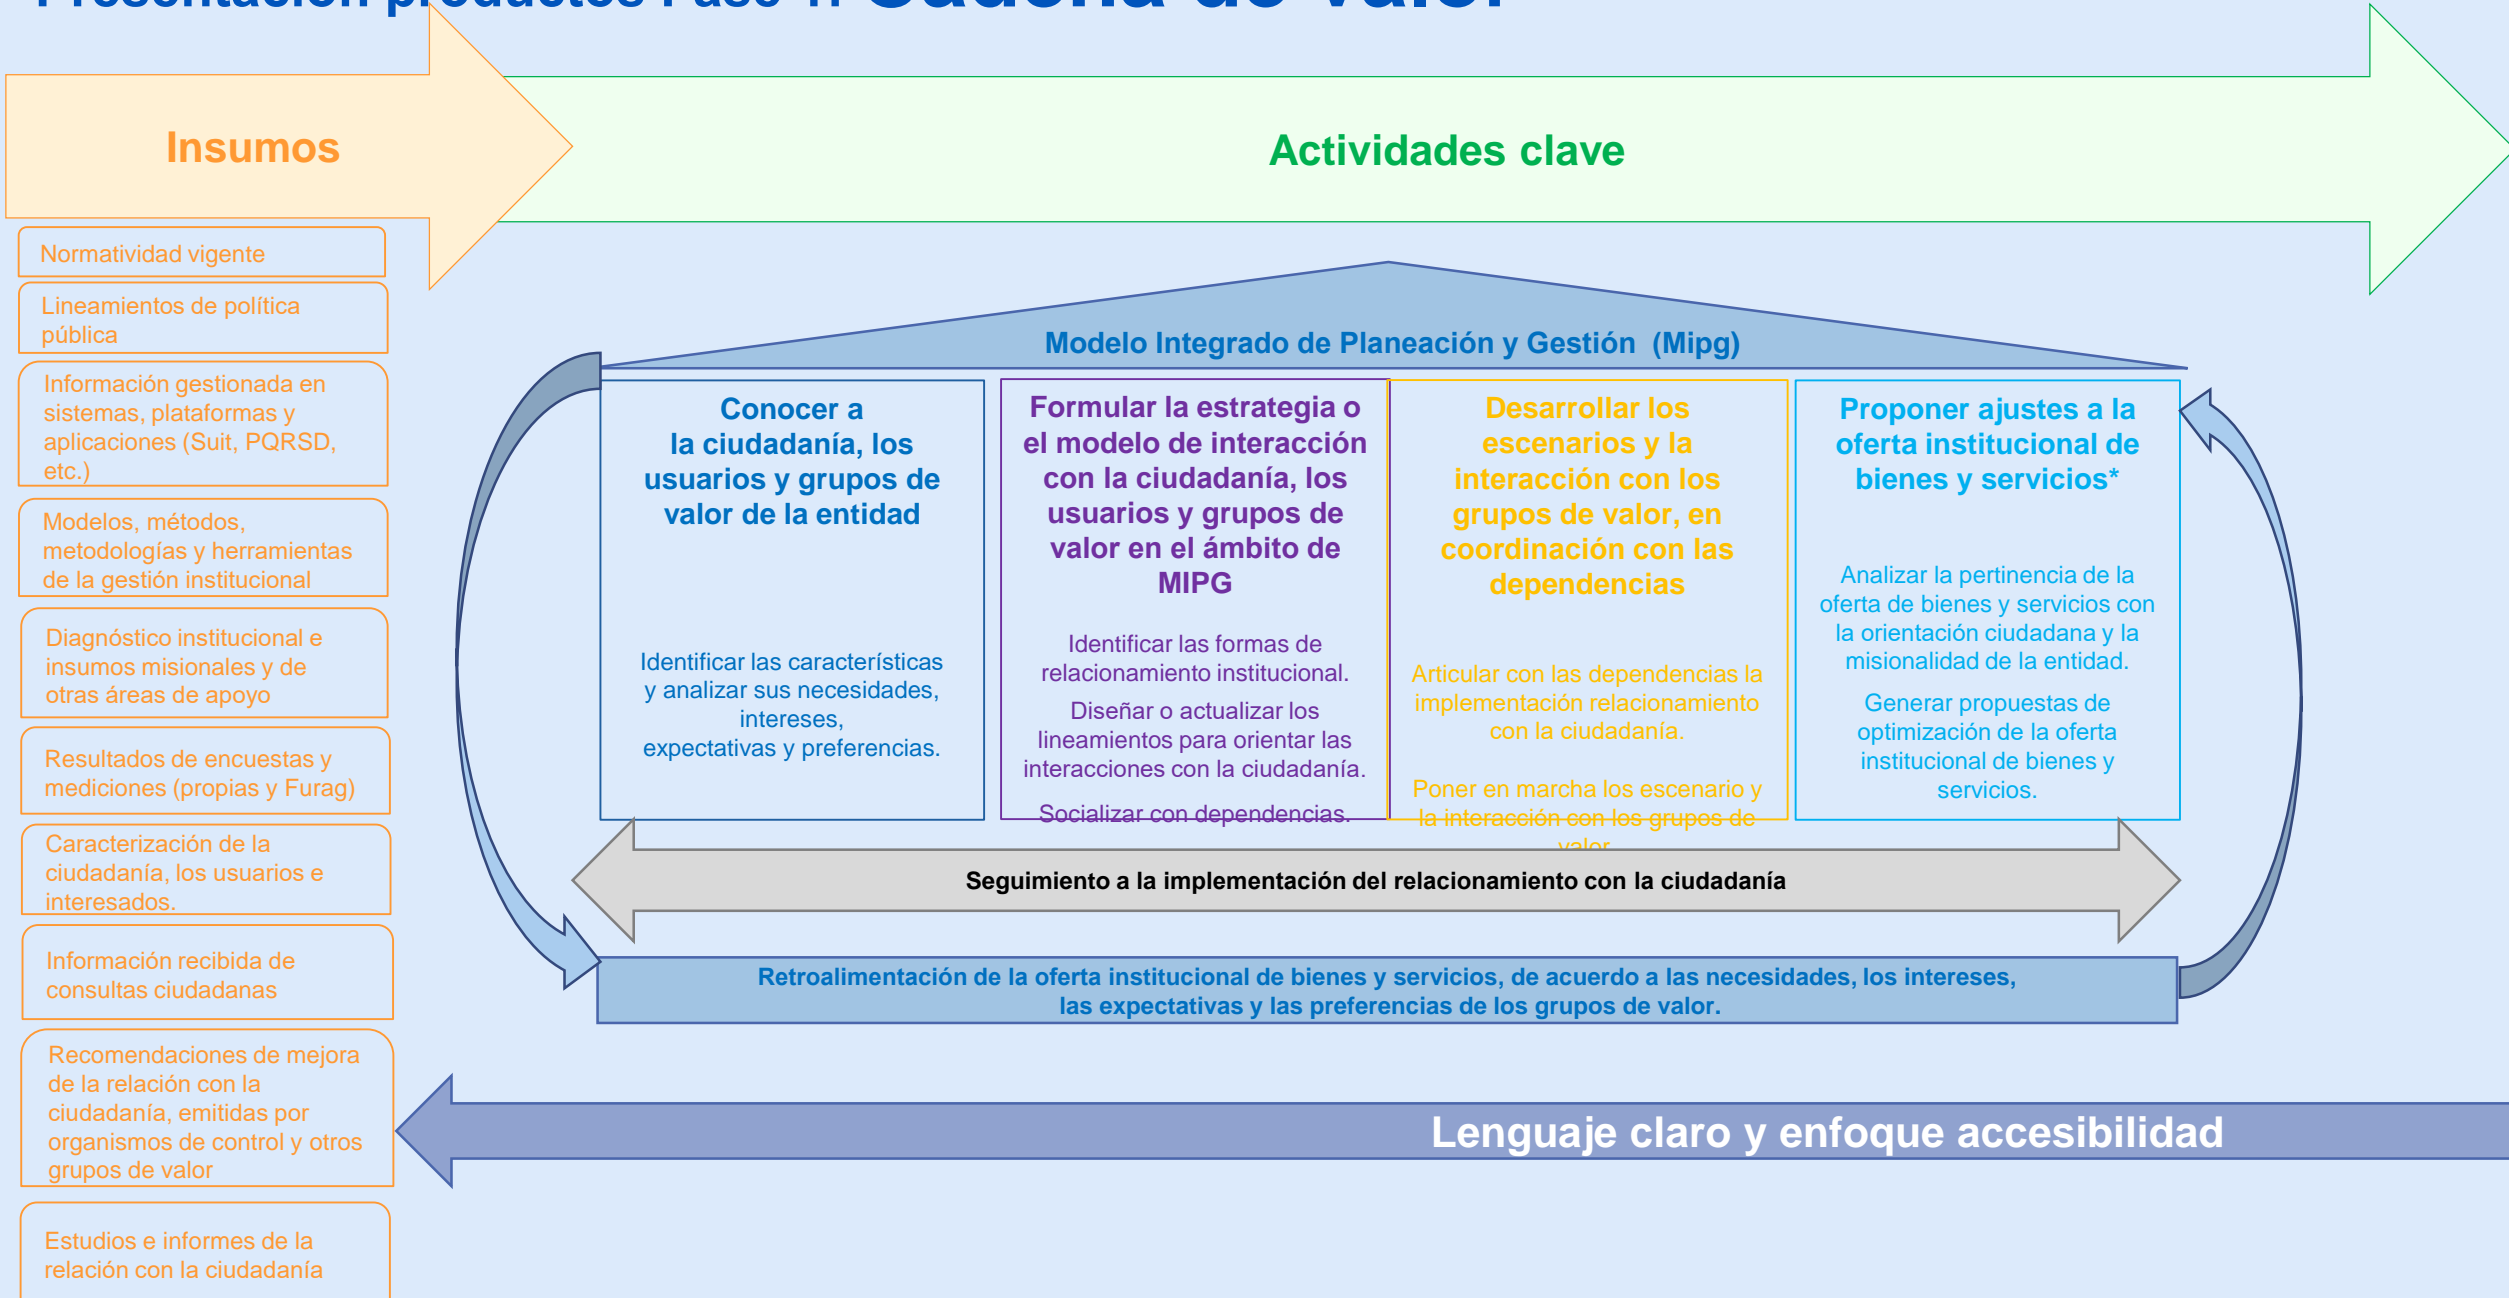 Presentación productos Fase 1: Cadena de valor
Insumos
Actividades clave
Normatividad vigente
Lineamientos de política
pública
Información gestionada en
sistemas, plataformas y
aplicaciones (Suit, PQRSD,
etc.)
Modelos, métodos,
metodologías y herramientas
de la gestión institucional
Diagnóstico institucional e
insumos misionales y de
otras áreas de apoyo
Resultados de encuestas y
mediciones (propias y Furag)
Caracterización de la
ciudadanía, los usuarios e
interesados.
Información recibida de
consultas ciudadanas
Recomendaciones de mejora
de la relación con la
ciudadanía, emitidas por
organismos de control y otros
grupos de valor
Estudios e informes de la
relación con la ciudadanía
Modelo Integrado de Planeación y Gestión (Mipg)
Conocer a
la ciudadanía, los
usuarios y grupos de
valor de la entidad
Identificar las características
y analizar sus necesidades,
intereses,
expectativas y preferencias.
Formular la estrategia o
el modelo de interacción
con la ciudadanía, los
usuarios y grupos de
valor en el ámbito de
MIPG
Identificar las formas de
relacionamiento institucional.
Diseñar o actualizar los
lineamientos para orientar las
interacciones con la ciudadanía.
Socializar con dependencias.
Desarrollar los
escenarios y la
interacción con los
grupos de valor, en
coordinación con las
dependencias
Articular con las dependencias la
implementación relacionamiento
con la ciudadanía.
Poner en marcha los escenario y
la interacción con los grupos de
valor
Proponer ajustes a la
oferta institucional de
bienes y servicios*
Analizar la pertinencia de la
oferta de bienes y servicios con
la orientación ciudadana y la
misionalidad de la entidad.
Generar propuestas de
optimización de la oferta
institucional de bienes y
servicios.
Seguimiento a la implementación del relacionamiento con la ciudadanía
Retroalimentación de la oferta institucional de bienes y servicios, de acuerdo a las necesidades, los intereses,
las expectativas y las preferencias de los grupos de valor.
Lenguaje claro y enfoque accesibilidad